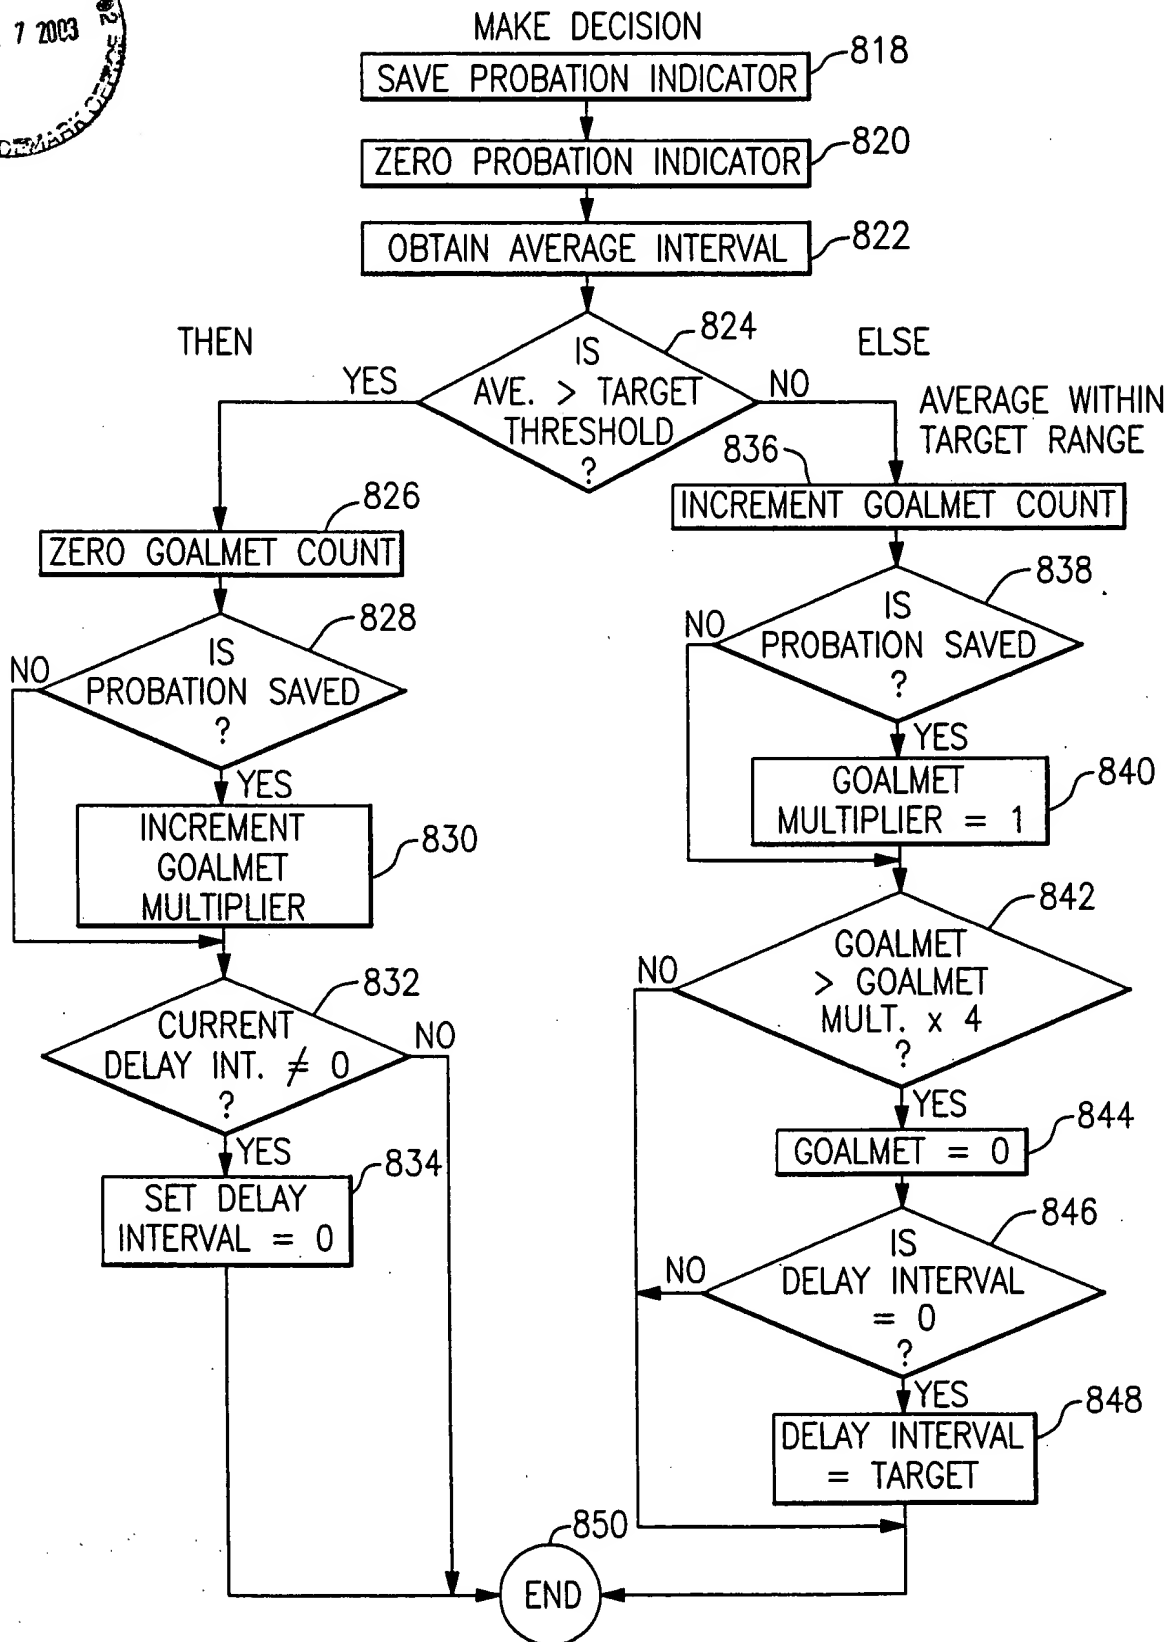 7 2003
MAKE DECISION
SAVE PROBATION INDICATOR
818
ZERO PROBATION INDICATOR
820
OBTAIN AVERAGE INTERVAL
822
THEN
824
ELSE
IS
AVE. > TARGET
THRESHOLD
?
YES
NO
AVERAGE WITHIN
TARGET RANGE
826
ZERO GOALMET COUNT
828
IS
PROBATION SAVED
?
NO
YES
INCREMENT
GOALMET
MULTIPLIER
830
832
CURRENT
DELAY INT. ≠ 0
?
NO
YES
834
SET DELAY
INTERVAL = 0
836
INCREMENT GOALMET COUNT
838
IS
PROBATION SAVED
?
NO
YES
GOALMET
MULTIPLIER = 1
840
842
GOALMET
> GOALMET
MULT. x 4
?
NO
YES
844
GOALMET = 0
846
IS
DELAY INTERVAL
= 0
?
NO
YES
848
DELAY INTERVAL
= TARGET
850
END